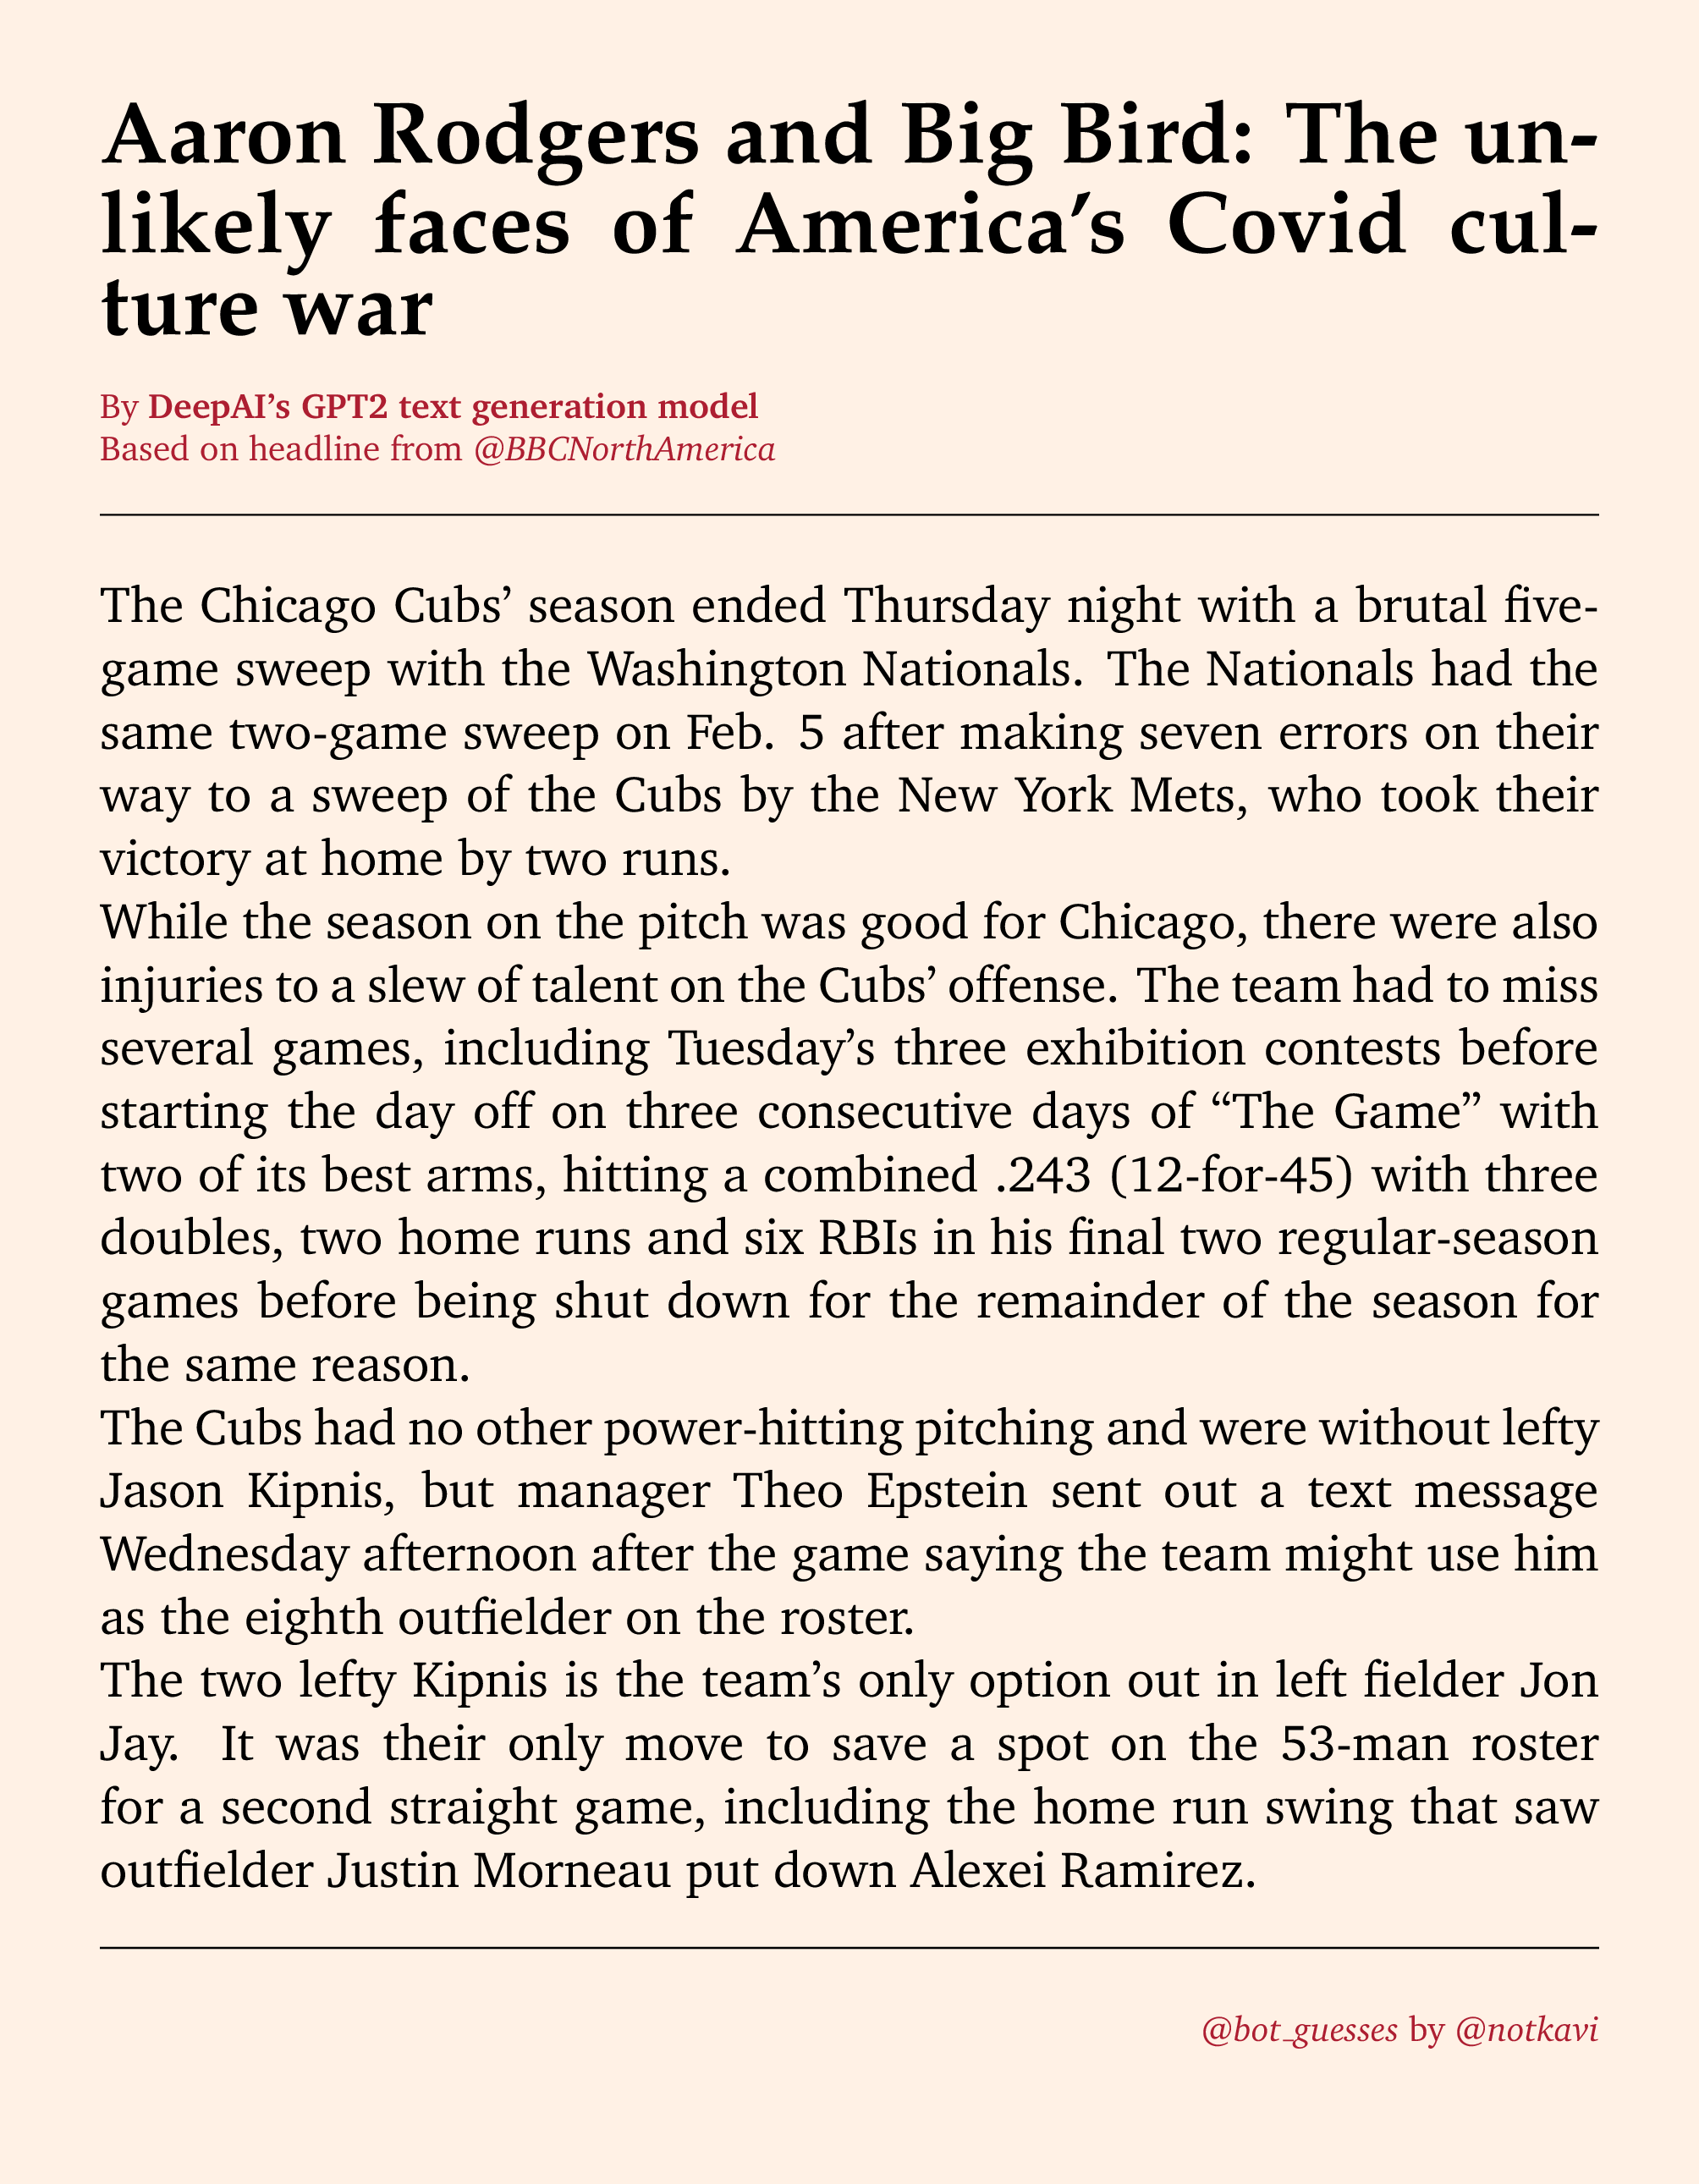 Aaron Rodgers and Big Bird: The un-
likely faces of America's Covid cul-
ture war
By DeepAI's GPT2 text generation model
Based on headline from @BBCNorthAmerica
The Chicago Cubs' season ended Thursday night with a brutal five-
game sweep with the Washington Nationals. The Nationals had the
same two-game sweep on Feb. 5 after making seven errors on their
way to a sweep of the Cubs by the New York Mets, who took their
victory at home by two runs.
While the season on the pitch was good for Chicago, there were also
injuries to a slew of talent on the Cubs' offense. The team had to miss
several games, including Tuesday's three exhibition contests before
starting the day off on three consecutive days of “The Game” with
two of its best arms, hitting a combined .243 (12-for-45) with three
doubles, two home runs and six RBIs in his final two regular-season
games before being shut down for the remainder of the season for
the same reason.
The Cubs had no other power-hitting pitching and were without lefty
Jason Kipnis, but manager Theo Epstein sent out a text message
Wednesday afternoon after the game saying the team might use him
as the eighth outfielder on the roster.
The two lefty Kipnis is the team's only option out in left fielder Jon
Jay. It was their only move to save a spot on the 53-man roster
for a second straight game, including the home run swing that saw
outfielder Justin Morneau put down Alexei Ramirez.
@bot_guesses by @notkavi